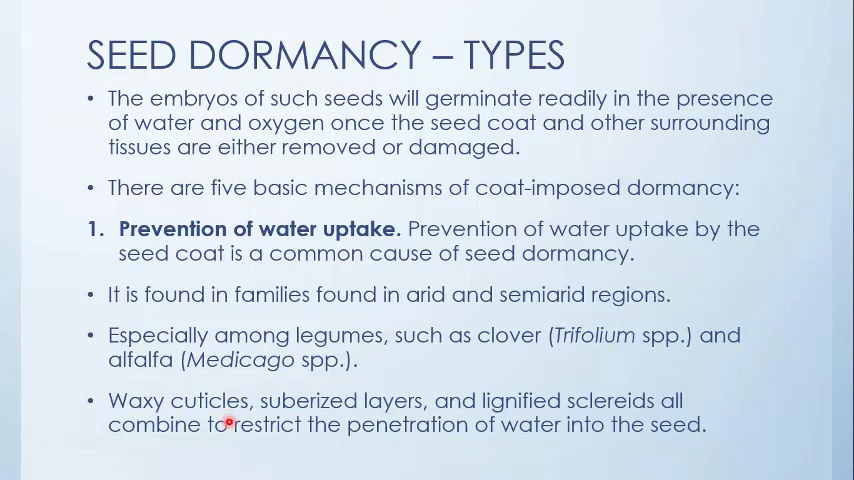 SEED DORMANCY – TYPES
• The embryos of such seeds will germinate readily in the presence
of water and oxygen once the seed coat and other surrounding
tissues are either removed or damaged.
• There are five basic mechanisms of coat-imposed dormancy:
1. Prevention of water uptake. Prevention of water uptake by the
seed coat is a common cause of seed dormancy.
• It is found in families found in arid and semiarid regions.
• Especially among legumes, such as clover (Trifolium spp.) and
alfalfa (Medicago spp.).
• Waxy cuticles, suberized layers, and lignified sclereids all
combine to restrict the penetration of water into the seed.